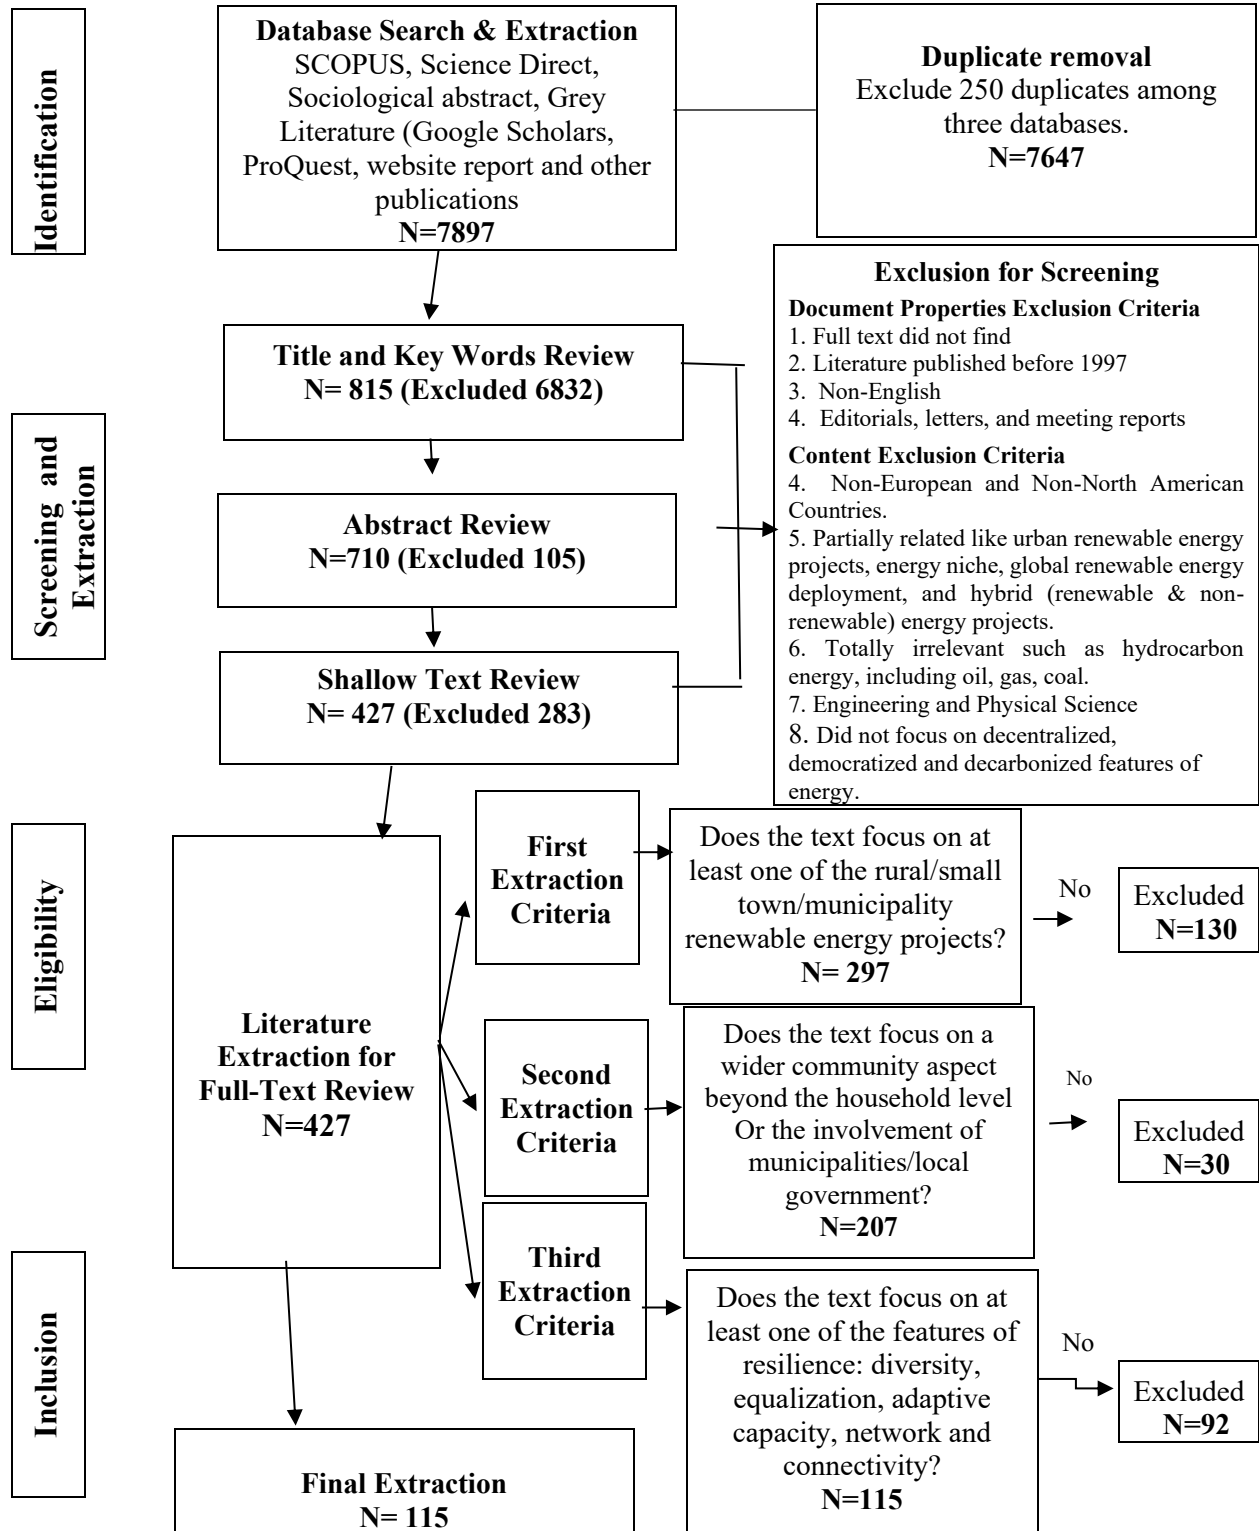 Identification
Database Search & Extraction
SCOPUS, Science Direct,
Sociological abstract, Grey
Literature (Google Scholars,
ProQuest, website report and other
publications
N=7897
Duplicate removal
Exclude 250 duplicates among
three databases.
N=7647
Screening and
Extraction
Title and Key Words Review
N= 815 (Excluded 6832)
Abstract Review
N=710 (Excluded 105)
Shallow Text Review
N= 427 (Excluded 283)
Exclusion for Screening
Document Properties Exclusion Criteria
1. Full text did not find
2. Literature published before 1997
3. Non-English
4. Editorials, letters, and meeting reports
Content Exclusion Criteria
4. Non-European and Non-North American
Countries.
5. Partially related like urban renewable energy
projects, energy niche, global renewable energy
deployment, and hybrid (renewable & non-
renewable) energy projects.
6. Totally irrelevant such as hydrocarbon
energy, including oil, gas, coal.
7. Engineering and Physical Science
8. Did not focus on decentralized,
democratized and decarbonized features of
energy.
Eligibility
Literature
Extraction for
Full-Text Review
N=427
First
Extraction
Criteria
Does the text focus on at
least one of the rural/small
town/municipality
renewable energy projects?
N= 297
No
Excluded
N=130
Second
Extraction
Criteria
Does the text focus on a
wider community aspect
beyond the household level
Or the involvement of
municipalities/local
government?
N=207
No
Excluded
N=30
Third
Extraction
Criteria
Does the text focus on at
least one of the features of
resilience: diversity,
equalization, adaptive
capacity, network and
connectivity?
N=115
No
Excluded
N=92
Inclusion
Final Extraction
N= 115